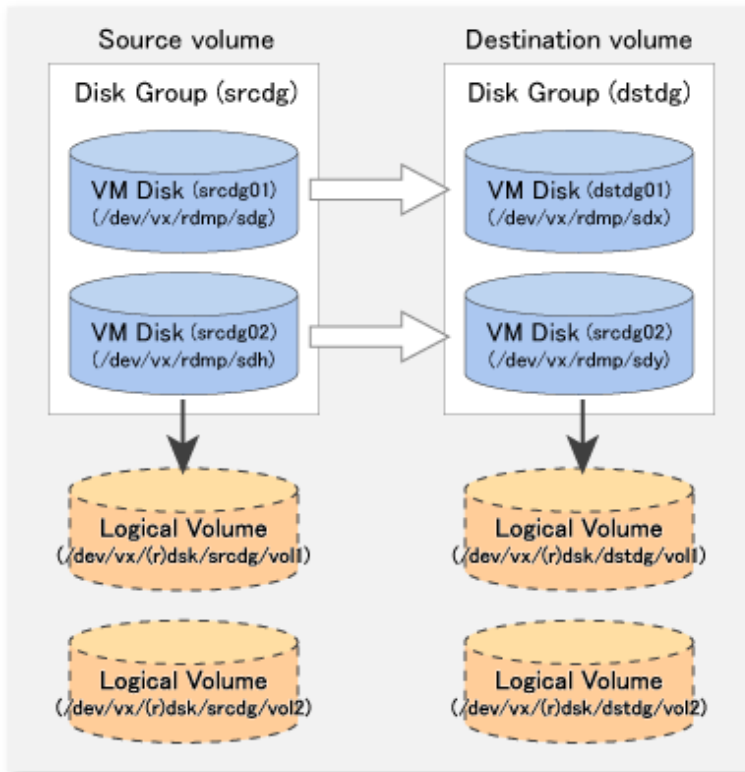 Source volume
Destination volume
Disk Group (srcdg)
Disk Group (dstdg)
VM Disk (srcdg01)
(/dev/vx/rdmp/sdg)
VM Disk (dstdg01)
(/dev/vx/rdmp/sdx)
VM Disk (srcdg02)
(/dev/vx/rdmp/sdh)
VM Disk (srcdg02)
(/dev/vx/rdmp/sdy)
Logical Volume
(/dev/vx/(r)dsk/srcdg/vol1)
Logical Volume
(/dev/vx/(r)dsk/dstdg/vol1)
Logical Volume
(/dev/vx/(r)dsk/srcdg/vol2)
Logical Volume
(/dev/vx/(r)dsk/dstdg/vol2)